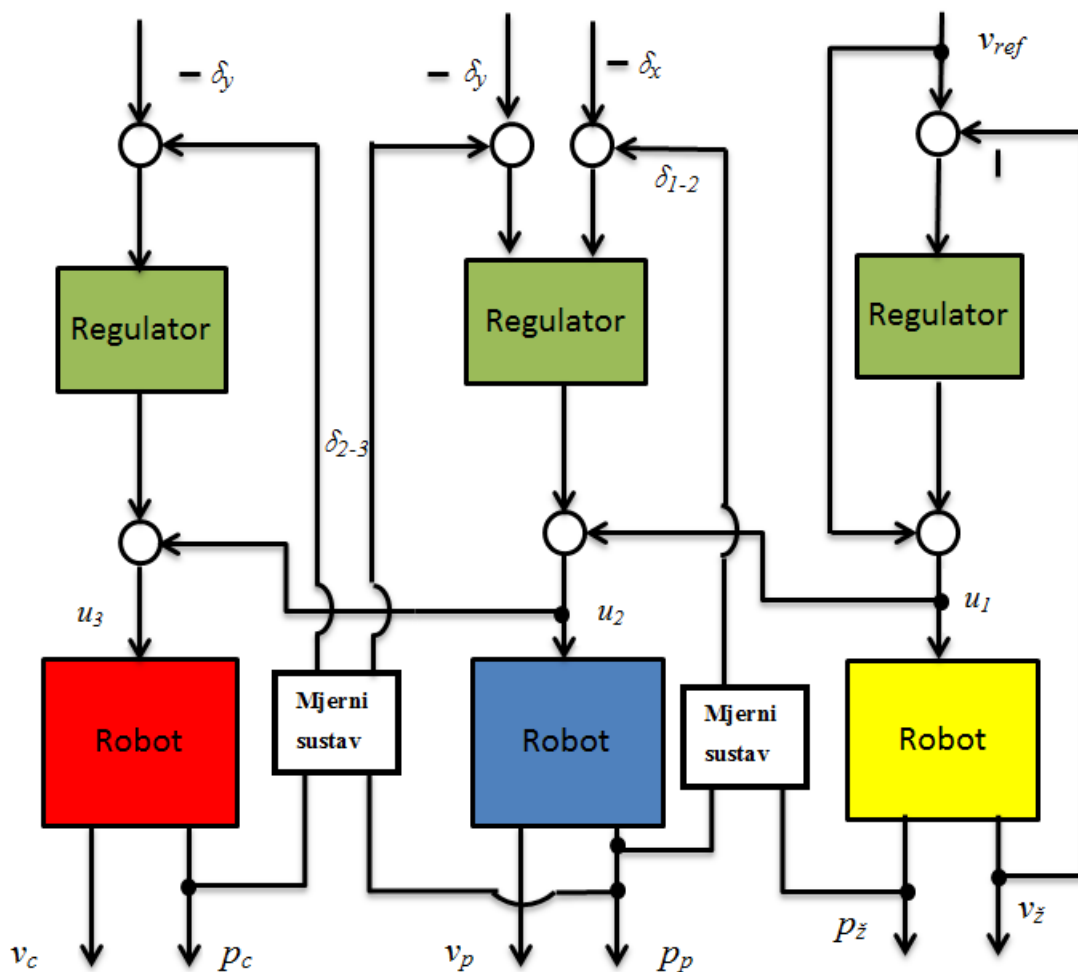 − δy
− δy
− δx
vref
δ1-2
−
Regulator
Regulator
Regulator
δ2-3
u3
u2
u1
Robot
Mjerni
sustav
Robot
Mjerni
sustav
Robot
vc
pc
vp
pp
pž
vž